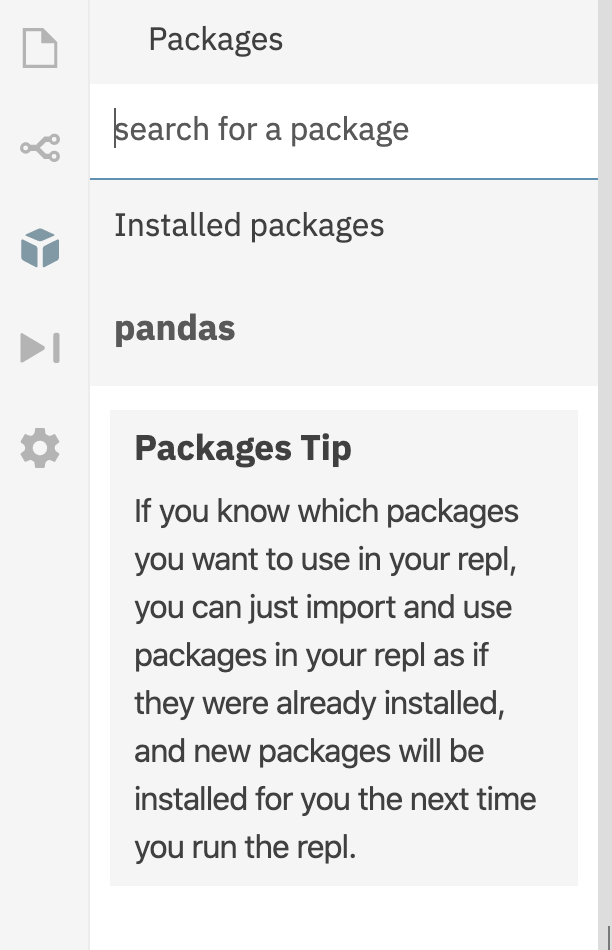 Packages
search for a package
Installed packages
pandas
Packages Tip
If you know which packages
you want to use in your repl,
you can just import and use
packages in your repl as if
they were already installed,
and new packages will be
installed for you the next time
you run the repl.